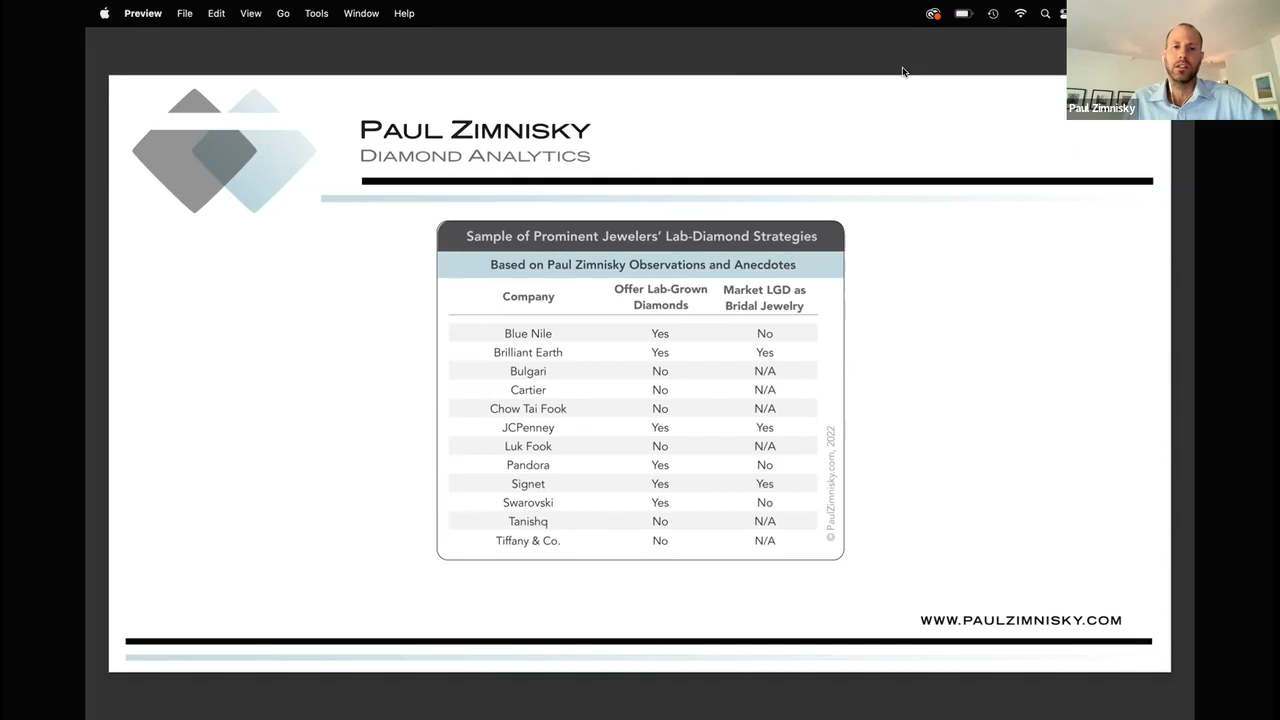 Preview File Edit View Go Tools Window Help
Paul Zimnisky
PAUL ZIMNISKY
DIAMOND ANALYTICS
Sample of Prominent Jewelers' Lab-Diamond Strategies
Based on Paul Zimnisky Observations and Anecdotes
Company Offer Lab-Grown Diamonds Market LGD as Bridal Jewelry
Blue Nile Yes No
Brilliant Earth Yes Yes
Bulgari No N/A
Cartier No N/A
Chow Tai Fook No N/A
JCPenney Yes Yes
Luk Fook No N/A
Pandora Yes No
Signet Yes Yes
Swarovski Yes No
Tanishq No N/A
Tiffany & Co. No N/A
© PaulZimnisky.com, 2022
WWW.PAULZIMNISKY.COM